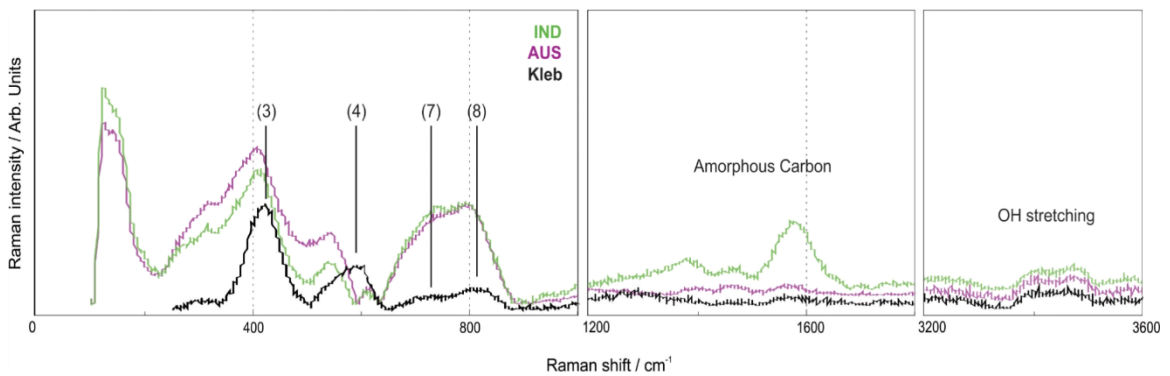 Raman intensity / Arb. Units
IND
AUS
Kleb
(3)
(4)
(7)
(8)
Amorphous Carbon
OH stretching
0
400
800
1200
1600
3200
3600
Raman shift / cm⁻¹